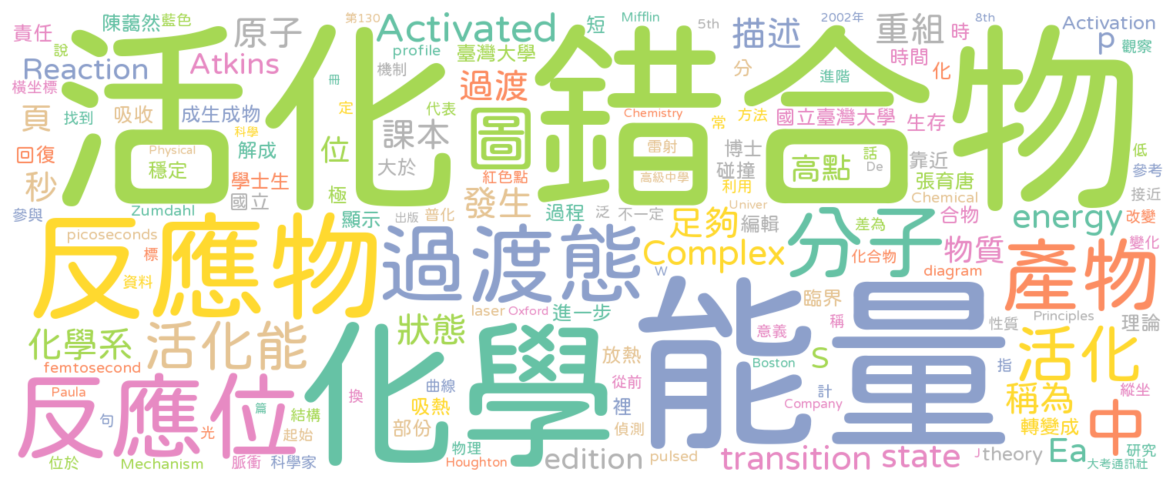 活化錯合物
化學
能量
反應物
反應位
過渡態
產物
分子
圖
中
活化
活化能
Activated
Complex
energy
transition
state
Reaction
Atkins
Activation
p
Ea
S
edition
theory
原子
描述
重組
過渡
高點
課本
位
發生
足夠
物質
狀態
化學系
稱為
秒
頁
責任
陳藹然
藍色
第130
說
profile
機制
臺灣大學
短
Mifflin
5th
2002年
8th
時
時間
觀察
橫坐標
找到
吸收
成生成物
冊
定
代表
Chemistry
分
進階
化
常
方法
國立臺灣大學
生存
科學
Physical
穩定
解成
回復
學士生
國立
大於
極
紅色點
雷射
高級中學
博士
碰撞
利用
話
De
靠近
張育唐
低
參考
參與
Zumdahl
顯示
普化
出版
過程
泛
不一定
編輯
Univer
Chemical
合物
接近
改變
picoseconds
標
資料
差為
化合物
diagram
變化
W
laser
Oxford
進一步
臨界
稱
意義
性質
Principles
理論
femtosecond
放熱
裡
Boston
指
Paula
句
篇
結構
換
曲線
吸熱
從前
計
Company
縱坐
轉變成
光
起始
部份
偵測
位於
Mechanism
脈衝
科學家
物理
Houghton
pulsed
J
研究
大考通訊社